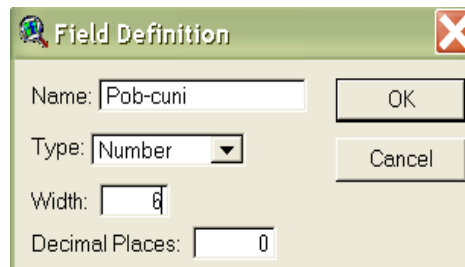 Field Definition
Name: Pob-cuni
OK
Type: Number
Cancel
Width: 6
Decimal Places: 0